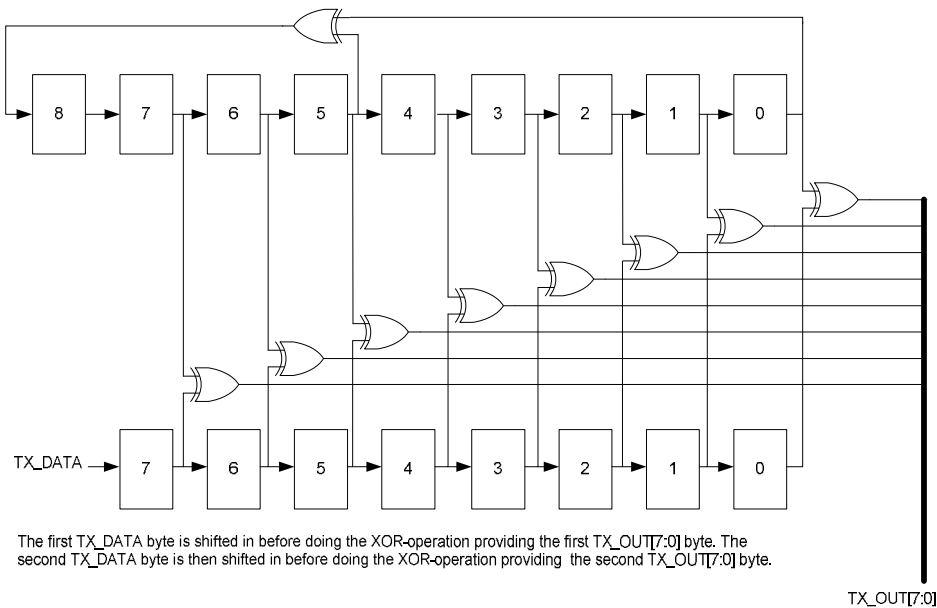 8 7 6 5 4 3 2 1 0
TX_DATA 7 6 5 4 3 2 1 0
The first TX_DATA byte is shifted in before doing the XOR-operation providing the first TX_OUT[7:0] byte. The
second TX_DATA byte is then shifted in before doing the XOR-operation providing the second TX_OUT[7:0] byte.
TX_OUT[7:0]